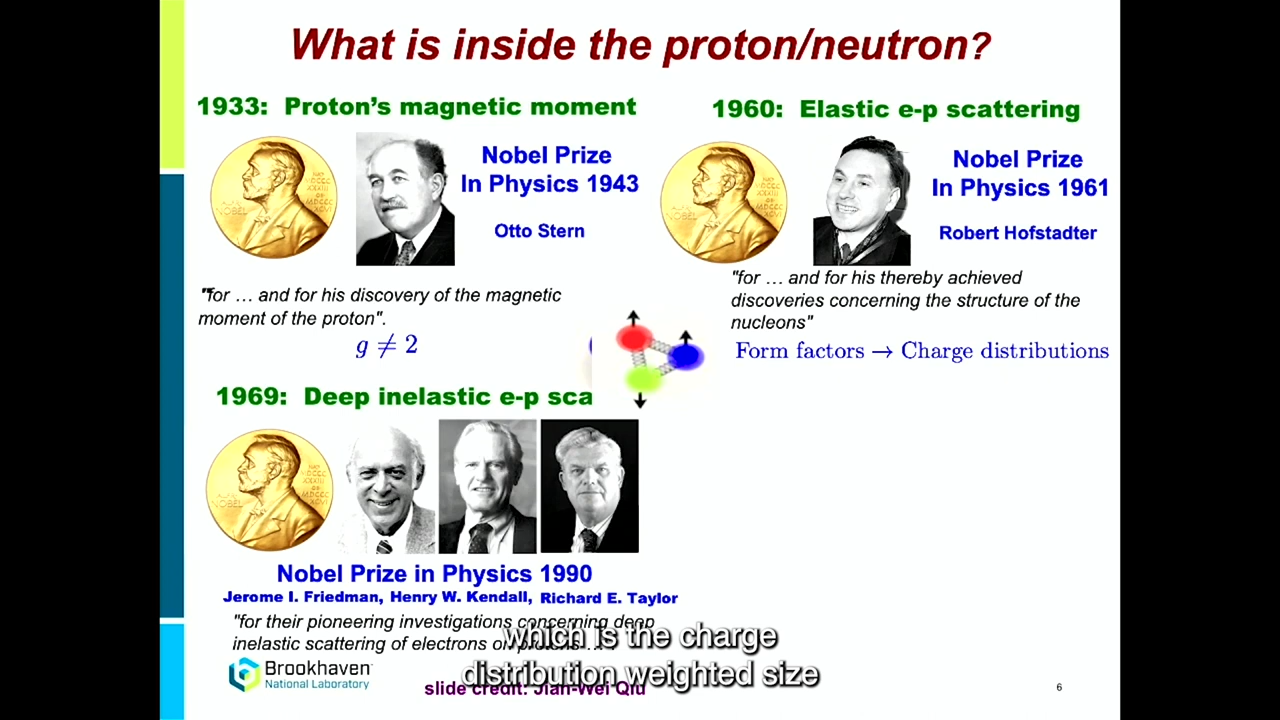 What is inside the proton/neutron?
1933: Proton's magnetic moment
Nobel Prize
In Physics 1943
Otto Stern
"for … and for his discovery of the magnetic
moment of the proton".
g ≠ 2
1960: Elastic e-p scattering
Nobel Prize
In Physics 1961
Robert Hofstadter
"for … and for his thereby achieved
discoveries concerning the structure of the
nucleons"
Form factors → Charge distributions
1969: Deep inelastic e-p sca
Nobel Prize in Physics 1990
Jerome I. Friedman, Henry W. Kendall, Richard E. Taylor
"for their pioneering investigations concerning deep
inelastic scattering of electrons on protons …
which is the charge
distribution weighted size
Brookhaven
National Laboratory
slide credit: Jian-Wei Qiu
6